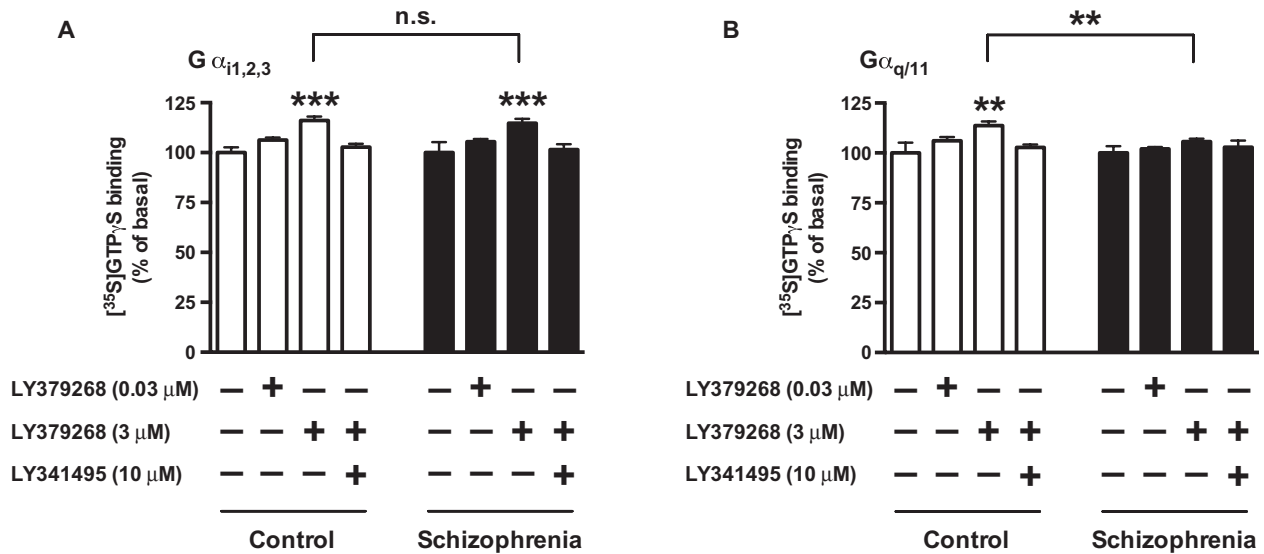 A
n.s.
G αi1,2,3
*** ***
[35S]GTPγS binding
(% of basal)
125
100
75
50
25
0
LY379268 (0.03 μM) – + – – – + – –
LY379268 (3 μM) – – + + – – + +
LY341495 (10 μM) – – – + – – – +
Control Schizophrenia
B
**
Gαq/11
**
[35S]GTPγS binding
(% of basal)
125
100
75
50
25
0
LY379268 (0.03 μM) – + – – – + – –
LY379268 (3 μM) – – + + – – + +
LY341495 (10 μM) – – – + – – – +
Control Schizophrenia